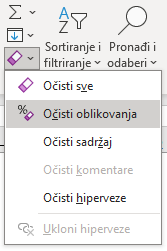 Sortiranje i
filtriranje
Pronađi i
odaberi
Očisti sve
Očisti oblikovanja
Očisti sadržaj
Očisti komentare
Očisti hiperveze
Ukloni hiperveze